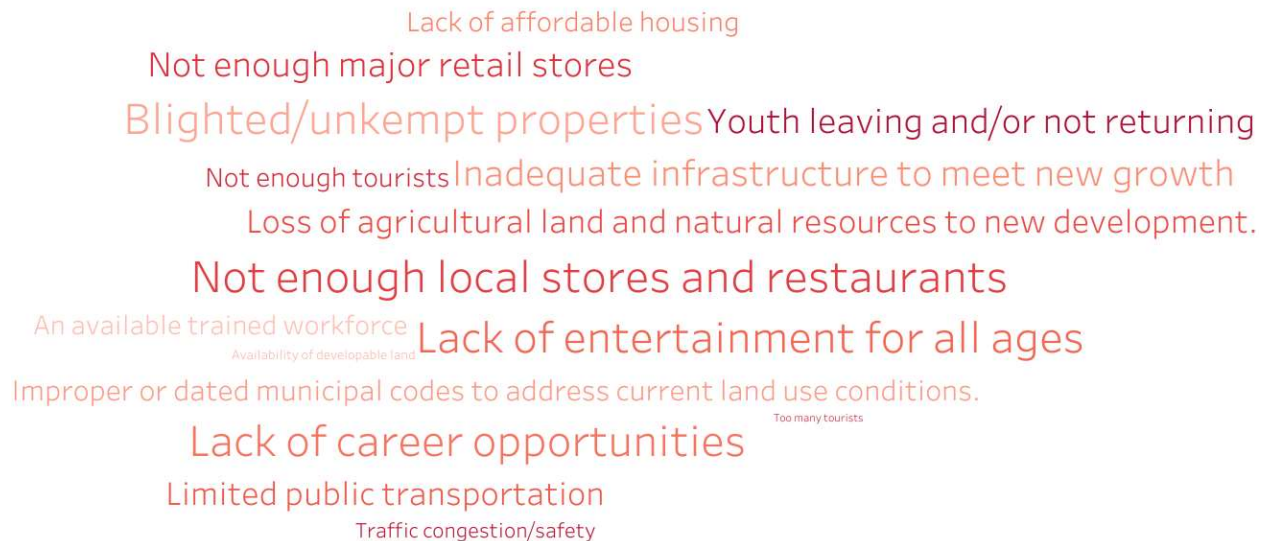 Lack of affordable housing
Not enough major retail stores
Blighted/unkempt properties Youth leaving and/or not returning
Not enough tourists Inadequate infrastructure to meet new growth
Loss of agricultural land and natural resources to new development.
Not enough local stores and restaurants
An available trained workforce
Lack of entertainment for all ages
Availability of developable land
Improper or dated municipal codes to address current land use conditions.
Too many tourists
Lack of career opportunities
Limited public transportation
Traffic congestion/safety